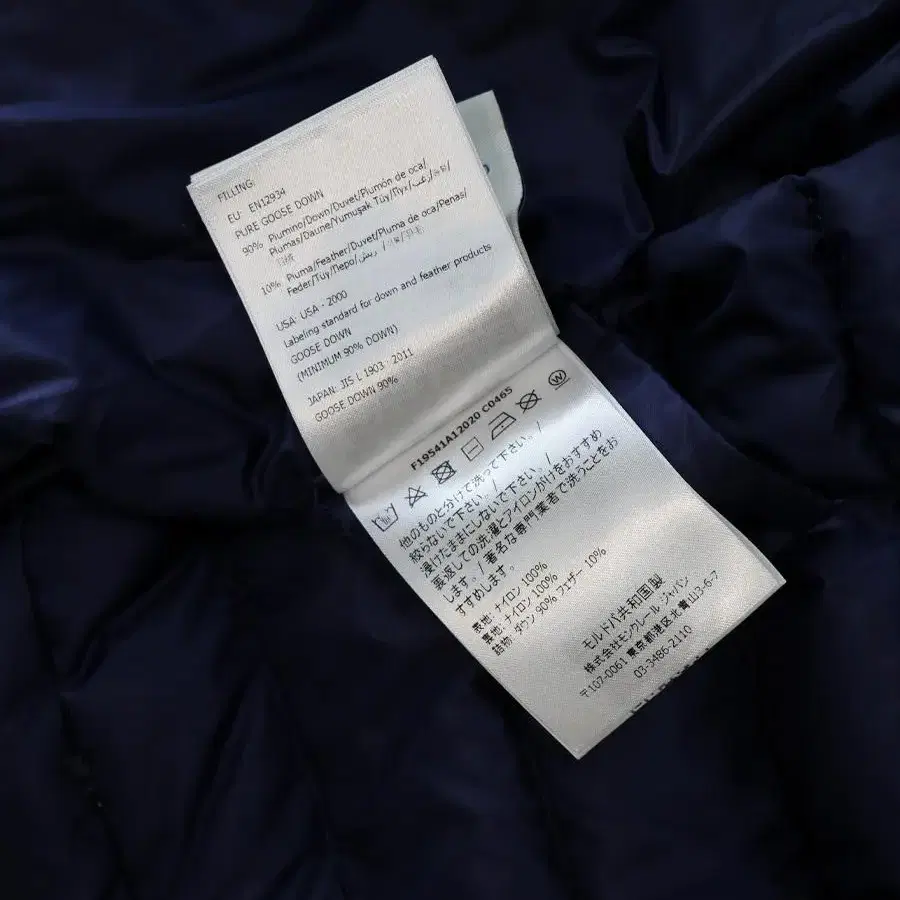 FILLING:
EU: EN12934
PURE GOOSE DOWN
90% Piumino/Down/Duvet/Plumón de oca/
Plumas/Daune/Yumuşak Tüy/Пух/
10% Piuma/Feather/Duvet/Pluma de oca/Penas/
Feder/Tüy/Перо/ريش/
USA: USA - 2000
Labeling standard for down and feather products
GOOSE DOWN
(MINIMUM 90% DOWN)
JAPAN: JIS L 1903 - 2011
GOOSE DOWN 90%
F19541A12020 C0465
W
他のものと分けて洗って下さい。/
絞らないで下さい。/
浸けたままにしないで下さい。/
裏返しての洗濯とアイロンがけをおすすめ
します。/著名な専門業者で洗うことをお
すすめします。
表地: ナイロン 100%
裏地: ナイロン 100%
詰物: ダウン 90% フェザー 10%
モルドバ共和国製
株式会社モンクレール ジャパン
〒107-0061 東京都港区北青山3-6-7
03-3486-2110